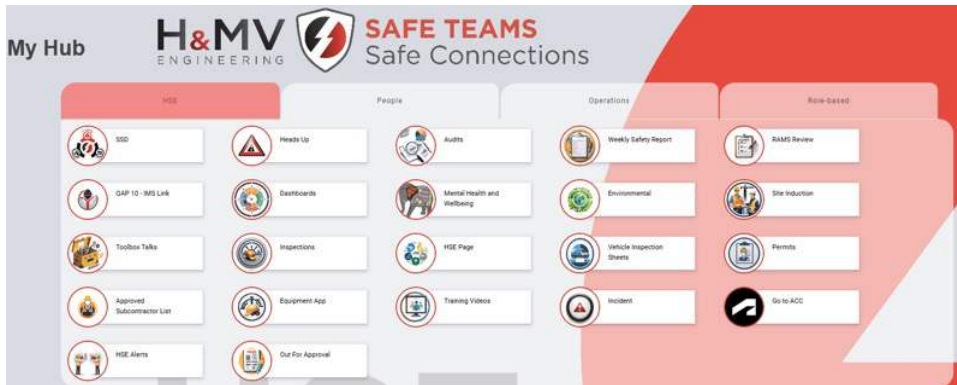 My Hub
H&MV
ENGINEERING
SAFE TEAMS
Safe Connections
HSE
People
Operations
Role-based
SSD
Heads Up
Audits
Weekly Safety Report
RAMS Review
GAP 10 - IMS Link
Dashboards
Mental Health and
Wellbeing
Environmental
Site Induction
Toolbox Talks
Inspections
HSE Page
Vehicle Inspection
Sheets
Permits
Approved
Subcontractor List
Equipment App
Training Videos
Incident
Go to ACC
HSE Alerts
Out For Approval